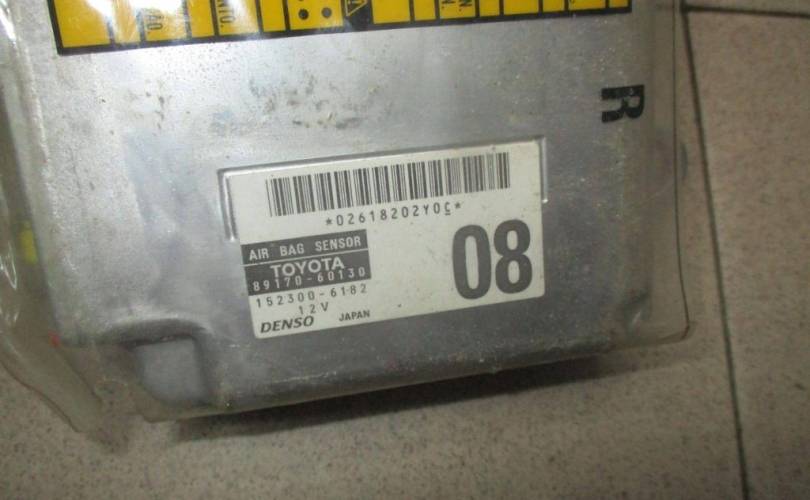 R
*02618202Y0C*
AIR BAG SENSOR
TOYOTA
89170-60130
152300-6182
12V
DENSO JAPAN
08